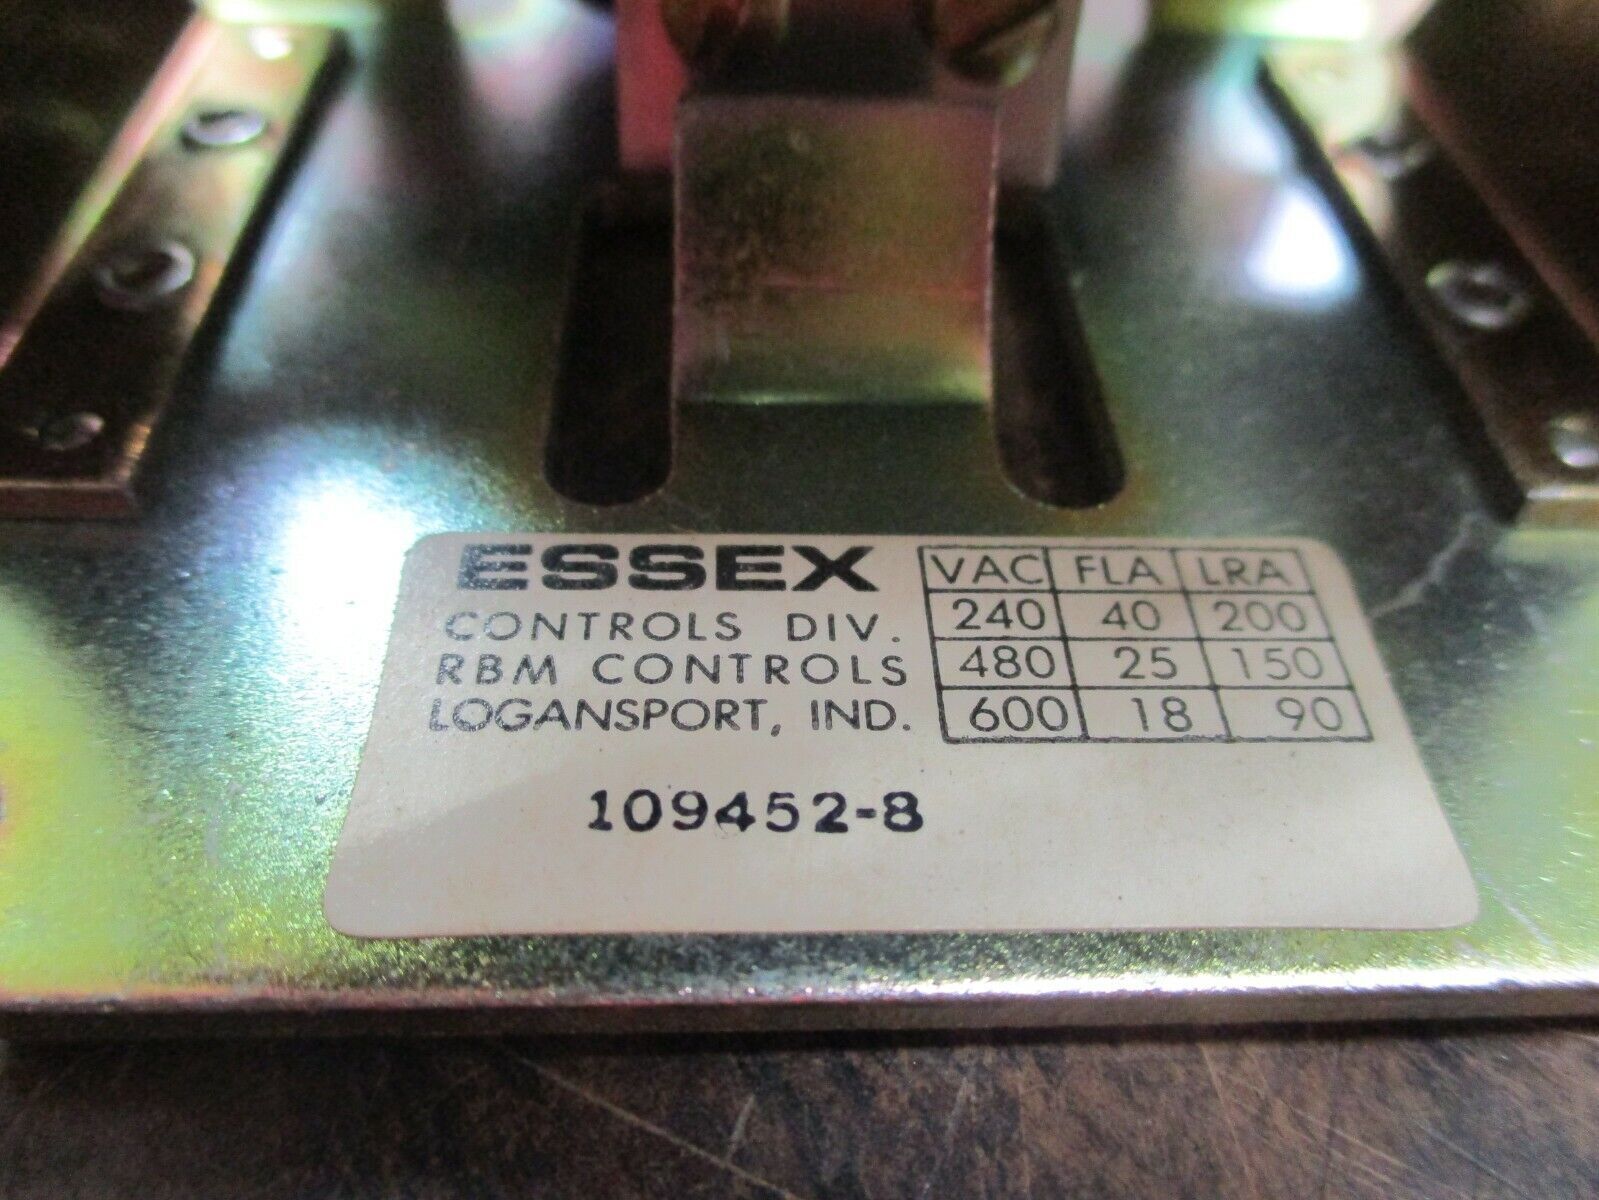 ESSEX
CONTROLS DIV.
RBM CONTROLS
LOGANSPORT, IND.
VAC FLA LRA
240 40 200
480 25 150
600 18 90
109452-8